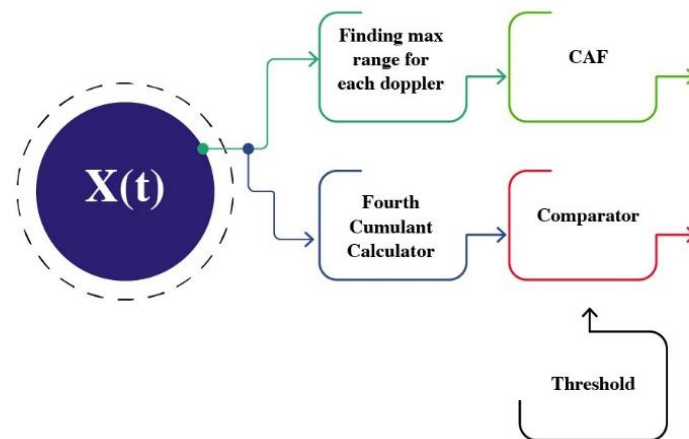 X(t)
Finding max
range for
each doppler
CAF
Fourth
Cumulant
Calculator
Comparator
Threshold